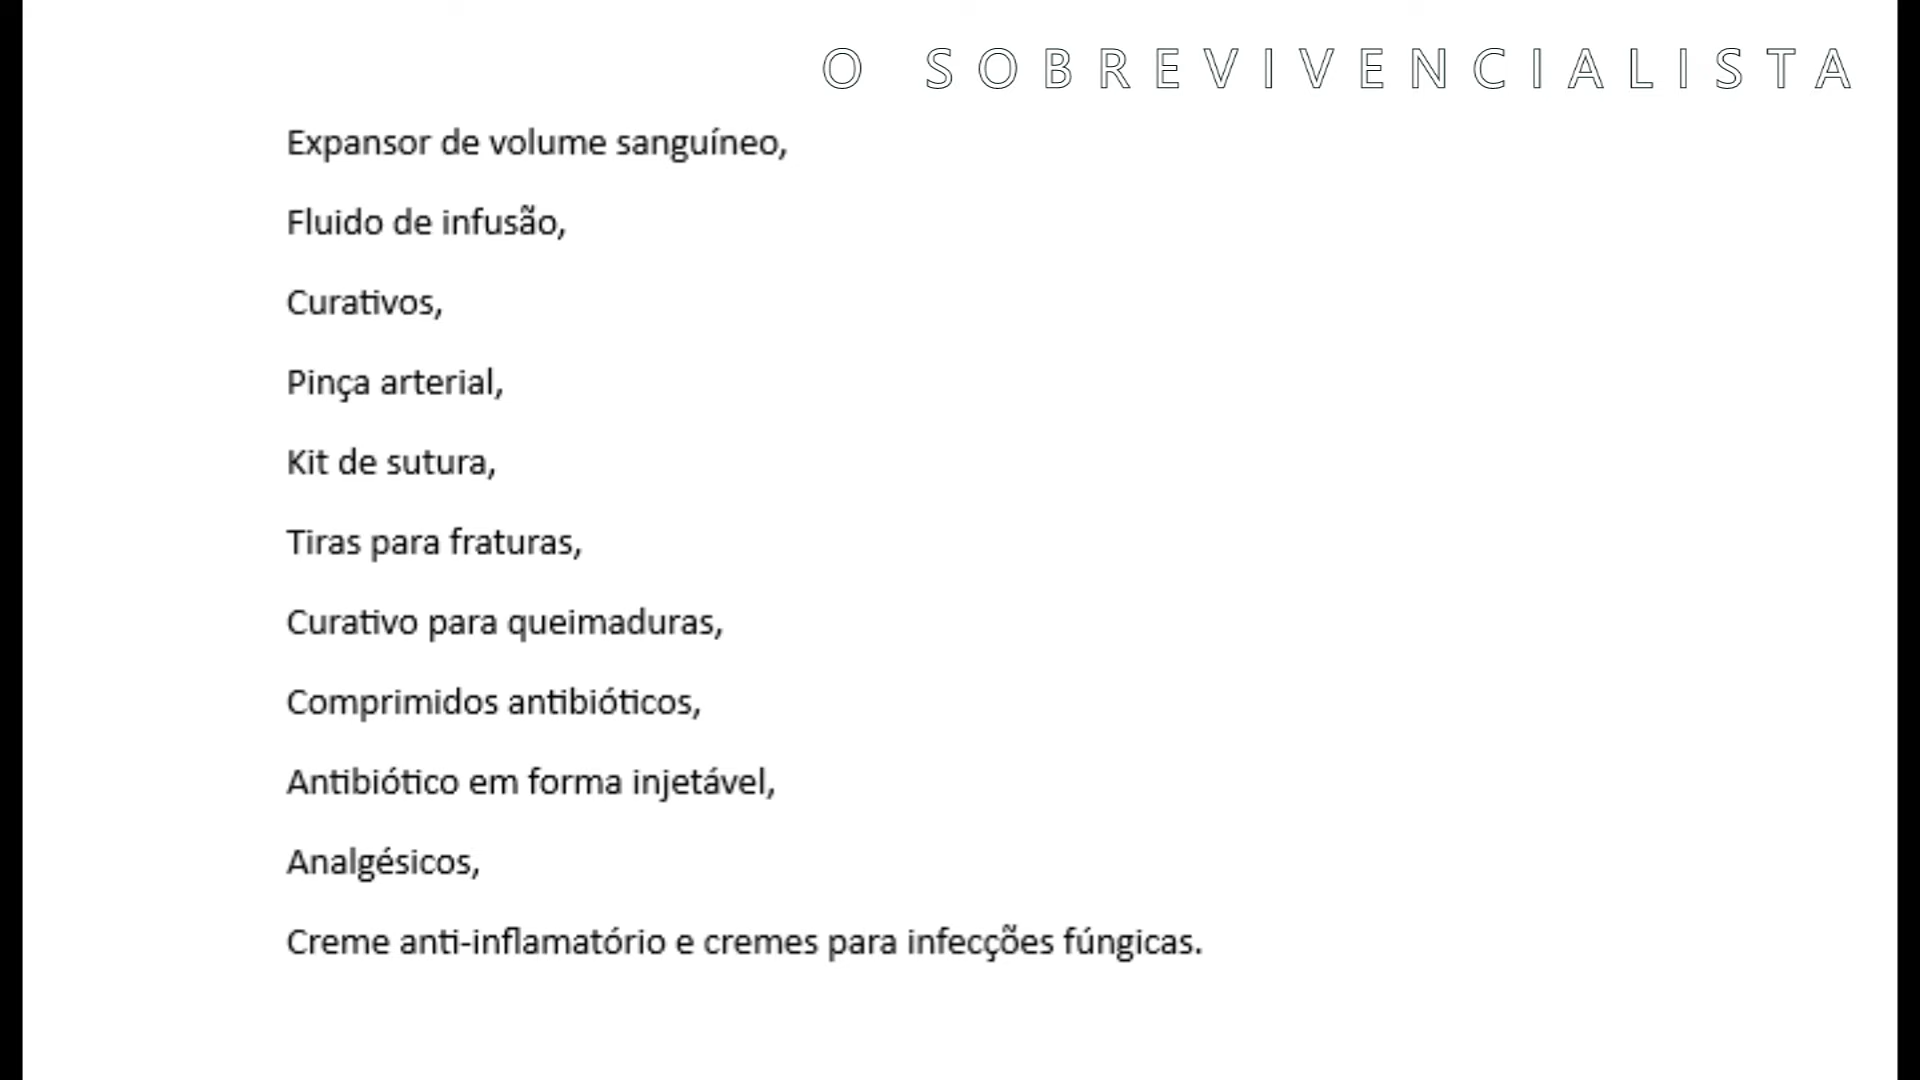 O SOBREVIVENCIALISTA
Expansor de volume sanguíneo,
Fluido de infusão,
Curativos,
Pinça arterial,
Kit de sutura,
Tiras para fraturas,
Curativo para queimaduras,
Comprimidos antibióticos,
Antibiótico em forma injetável,
Analgésicos,
Creme anti-inflamatório e cremes para infecções fúngicas.